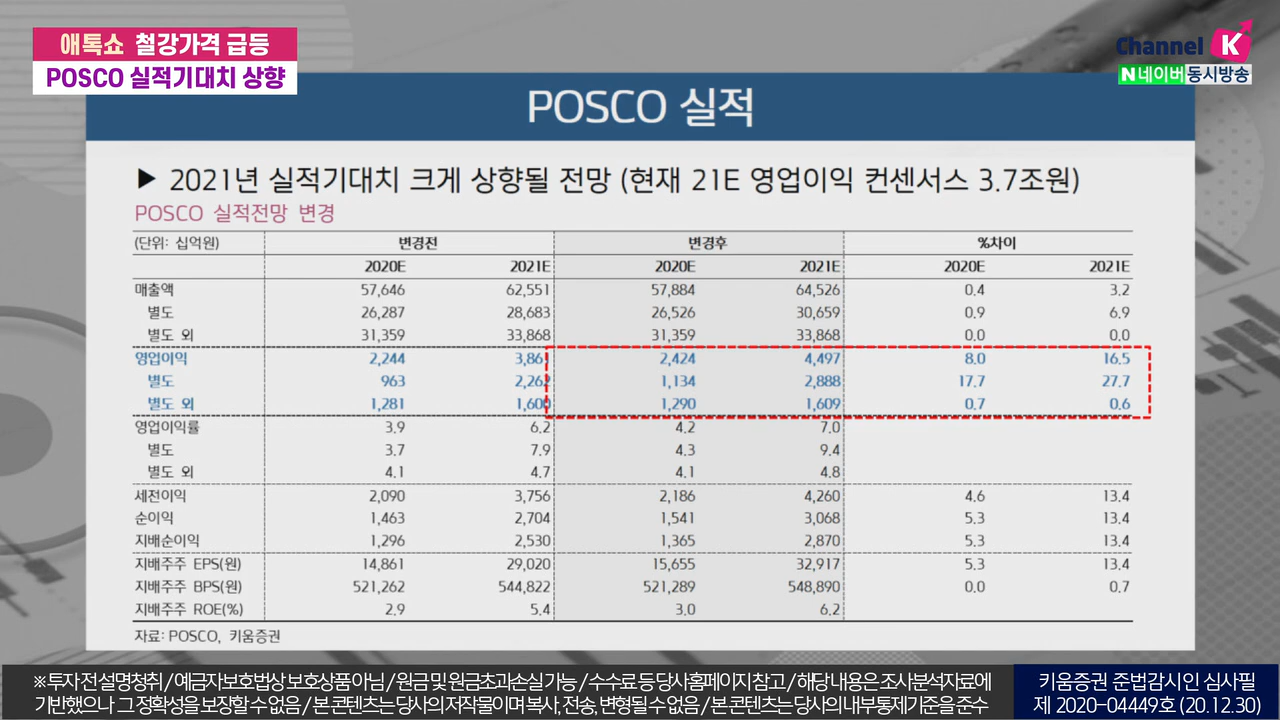 애톡쇼 철강가격 급등
POSCO 실적기대치 상향
Channel K
N 네이버 동시방송
POSCO 실적
▶ 2021년 실적기대치 크게 상향될 전망 (현재 21E 영업이익 컨센서스 3.7조원)
POSCO 실적전망 변경
(단위: 십억원) 변경전 변경후 %차이
2020E 2021E 2020E 2021E 2020E 2021E
매출액 57,646 62,551 57,884 64,526 0.4 3.2
별도 26,287 28,683 26,526 30,659 0.9 6.9
별도 외 31,359 33,868 31,359 33,868 0.0 0.0
영업이익 2,244 3,861 2,424 4,497 8.0 16.5
별도 963 2,262 1,134 2,888 17.7 27.7
별도 외 1,281 1,600 1,290 1,609 0.7 0.6
영업이익률 3.9 6.2 4.2 7.0
별도 3.7 7.9 4.3 9.4
별도 외 4.1 4.7 4.1 4.8
세전이익 2,090 3,756 2,186 4,260 4.6 13.4
순이익 1,463 2,704 1,541 3,068 5.3 13.4
지배순이익 1,296 2,530 1,365 2,870 5.3 13.4
지배주주 EPS(원) 14,861 29,020 15,655 32,917 5.3 13.4
지배주주 BPS(원) 521,262 544,822 521,289 548,890 0.0 0.7
지배주주 ROE(%) 2.9 5.4 3.0 6.2
자료: POSCO, 키움증권
※ 투자 전 설명청취 / 예금자보호법상 보호상품 아님 / 원금 및 원금초과손실 가능 / 수수료 등 당사홈페이지 참고 / 해당 내용은 조사분석자료에
기반했으나 그 정확성을 보장할 수 없음 / 본 콘텐츠는 당사의 저작물이며 복사, 전송, 변형될 수 없음 / 본 콘텐츠는 당사의 내부통제기준을 준수
키움증권 준법감시인 심사필
제 2020-04449호 (20.12.30)